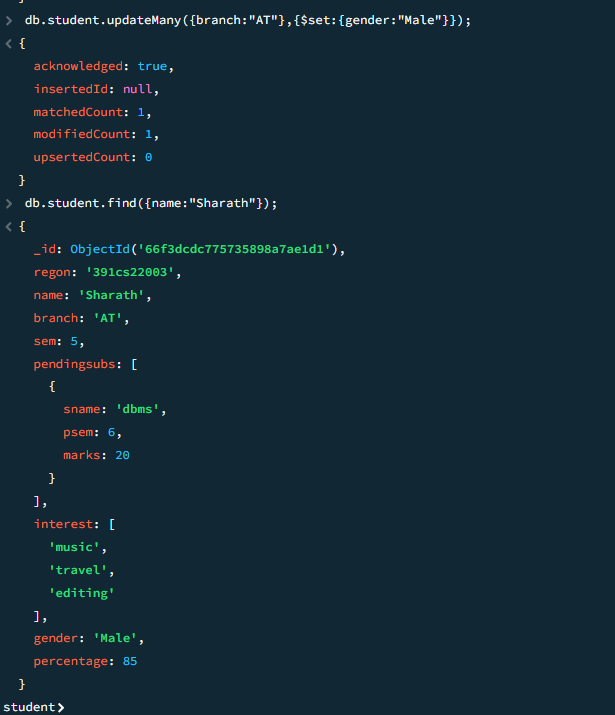 > db.student.updateMany({branch:"AT"},{$set:{gender:"Male"}});
< {
acknowledged: true,
insertedId: null,
matchedCount: 1,
modifiedCount: 1,
upsertedCount: 0
}
> db.student.find({name:"Sharath"});
< {
_id: ObjectId('66f3dcdc775735898a7ae1d1'),
regon: '391cs22003',
name: 'Sharath',
branch: 'AT',
sem: 5,
pendingsubs: [
{
sname: 'dbms',
psem: 6,
marks: 20
}
],
interest: [
'music',
'travel',
'editing'
],
gender: 'Male',
percentage: 85
}
student>